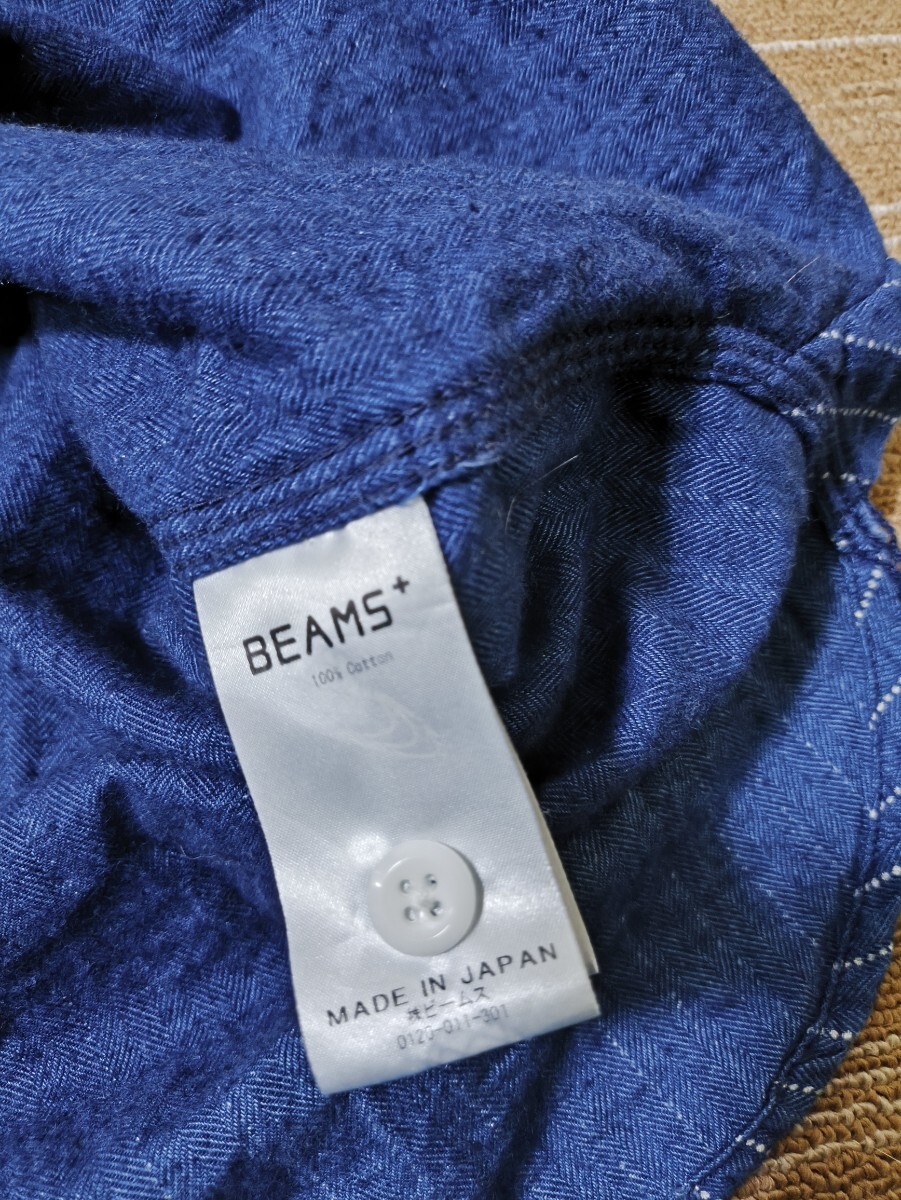 BEAMS+
100% Cotton
MADE IN JAPAN
㈱ビームス
0120-011-301